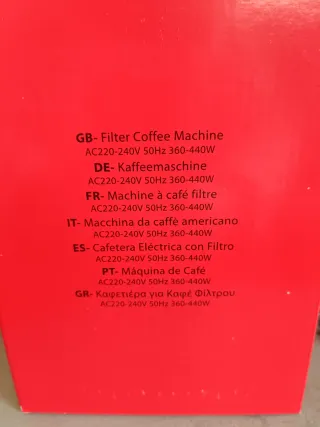 GB- Filter Coffee Machine
AC220-240V 50Hz 360-440W
DE- Kaffeemaschine
AC220-240V 50Hz 360-440W
FR- Machine à café filtre
AC220-240V 50Hz 360-440W
IT- Macchina da caffè americano
AC220-240V 50Hz 360-440W
ES- Cafetera Eléctrica con Filtro
AC220-240V 50Hz 360-440W
PT- Máquina de Café
AC220-240V 50Hz 360-440W
GR- Καφετιέρα για Καφέ Φίλτρου
AC220-240V 50Hz 360-440W